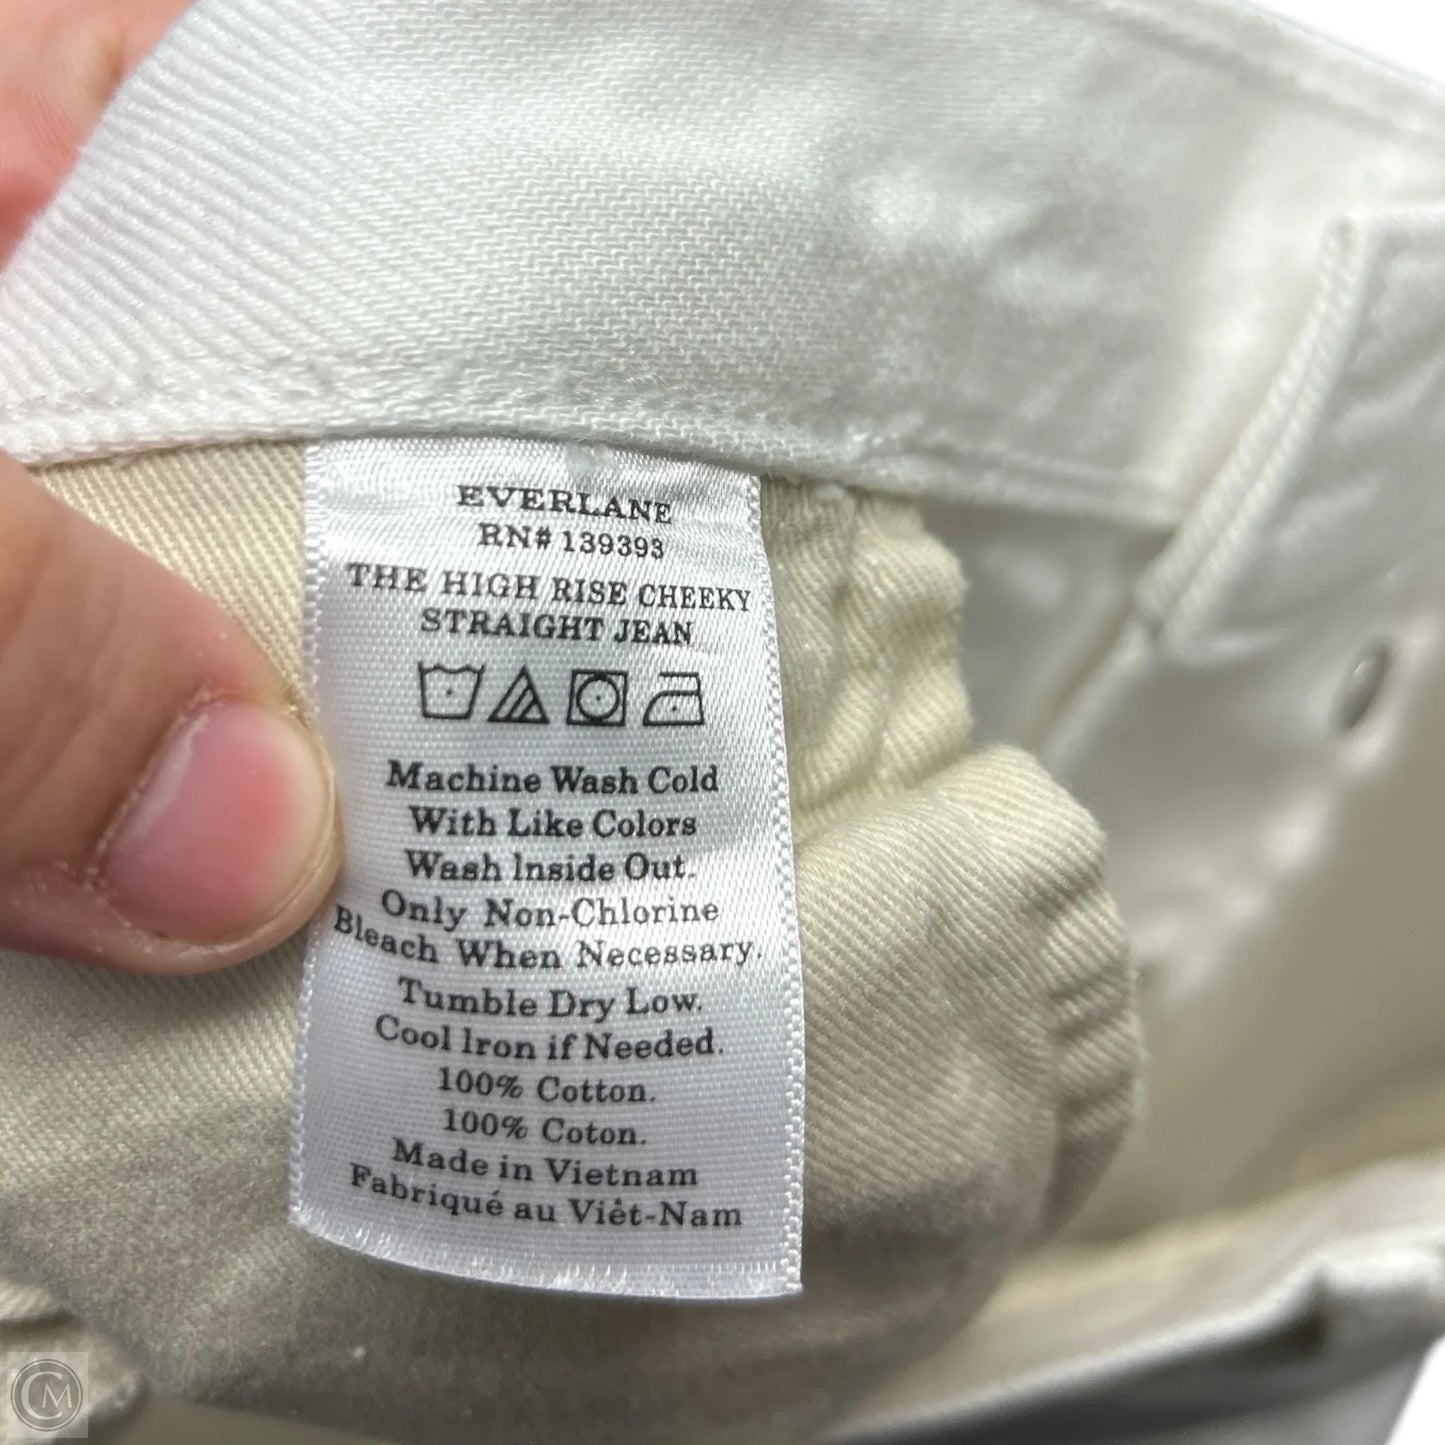 EVERLANE
RN# 139393
THE HIGH RISE CHEEKY
STRAIGHT JEAN
Machine Wash Cold
With Like Colors
Wash Inside Out.
Only Non-Chlorine
Bleach When Necessary.
Tumble Dry Low.
Cool Iron if Needed.
100% Cotton.
100% Coton.
Made in Vietnam
Fabriqué au Viêt-Nam
CM